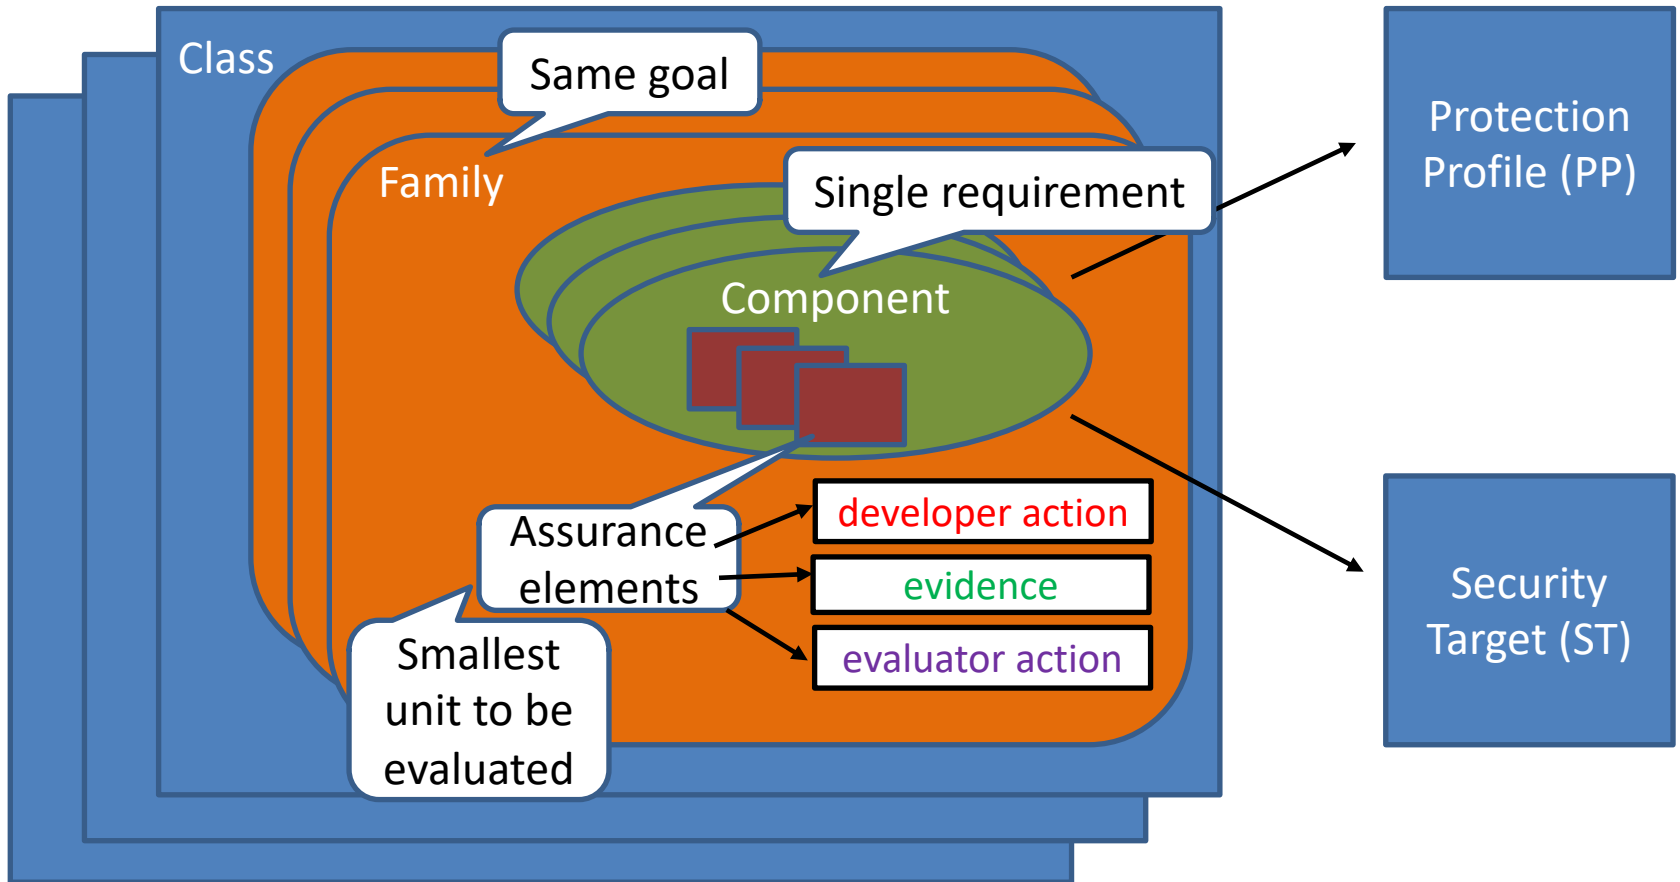 Class
Same goal
Family
Single requirement
Component
Assurance
elements
developer action
evidence
evaluator action
Smallest
unit to be
evaluated
Protection
Profile (PP)
Security
Target (ST)